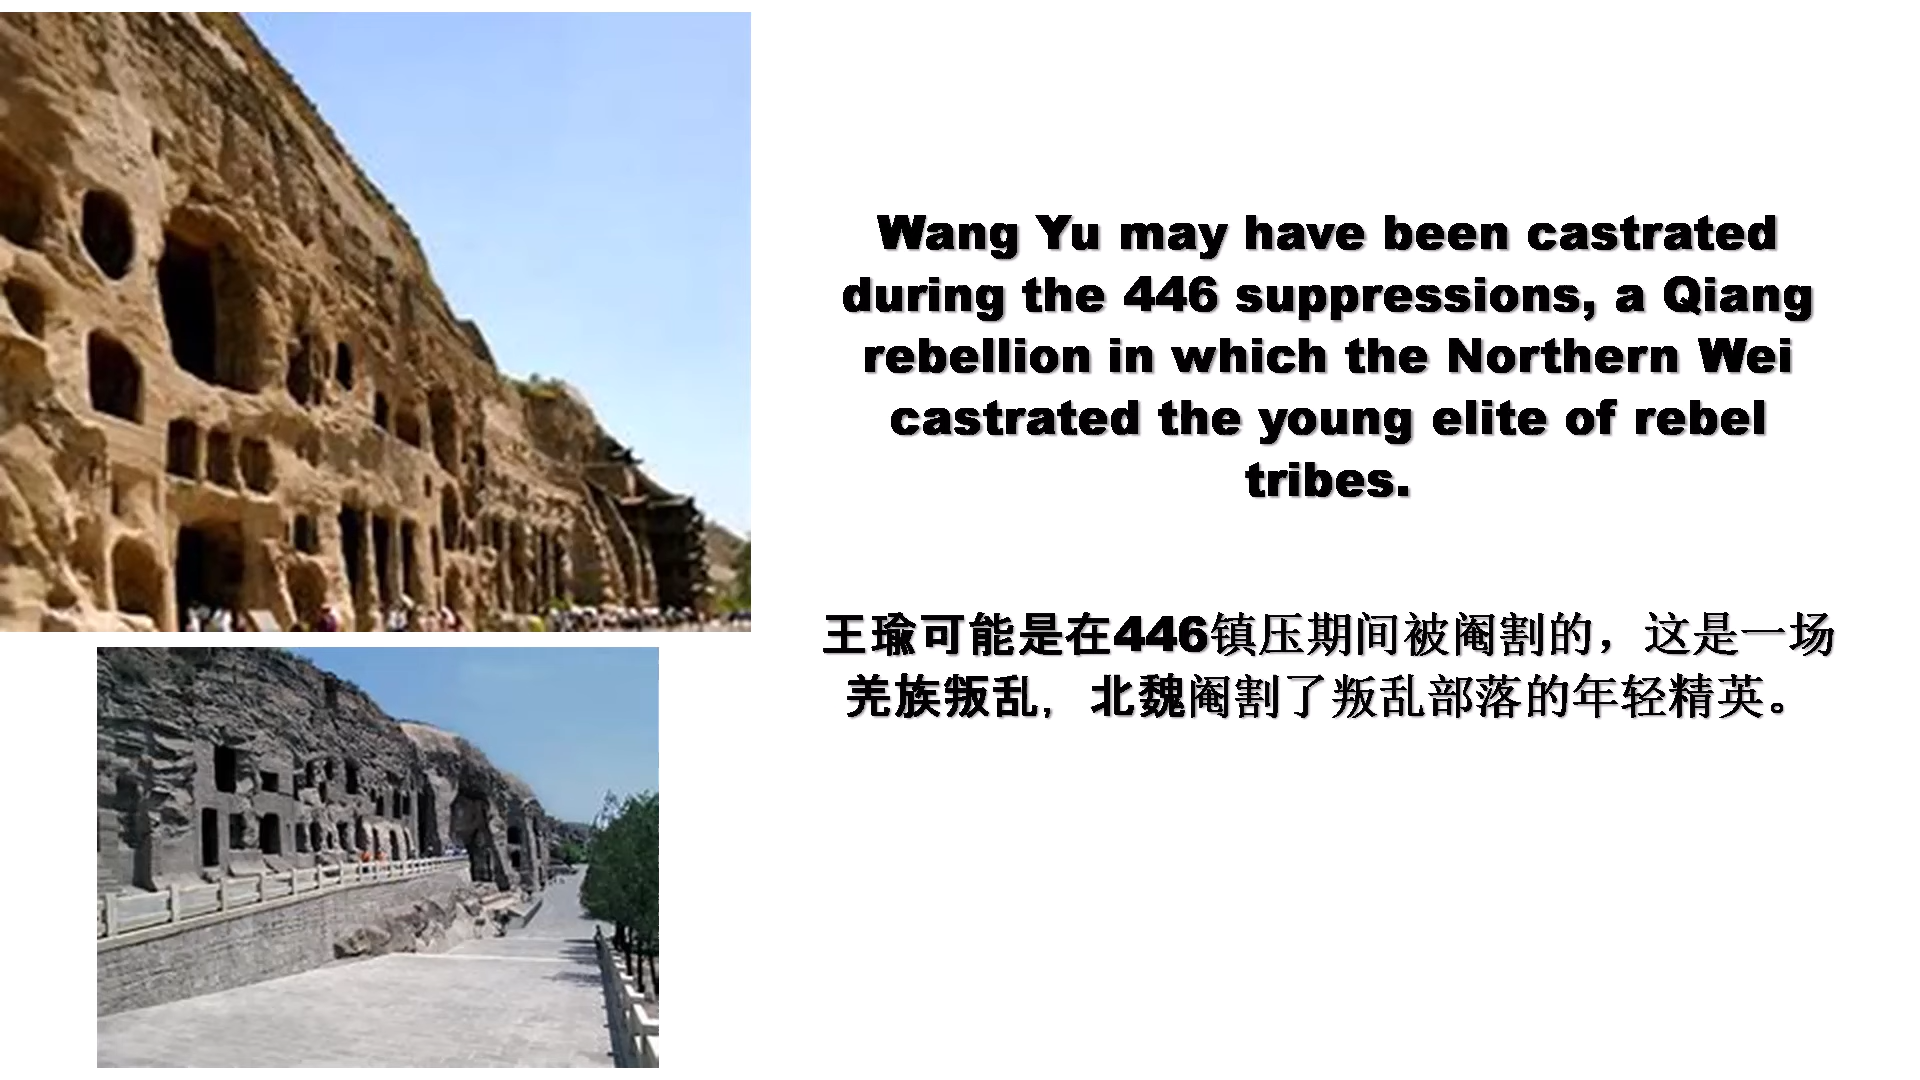 Wang Yu may have been castrated
during the 446 suppressions, a Qiang
rebellion in which the Northern Wei
castrated the young elite of rebel
tribes.
王瑜可能是在446镇压期间被阉割的，这是一场
羌族叛乱，北魏阉割了叛乱部落的年轻精英。